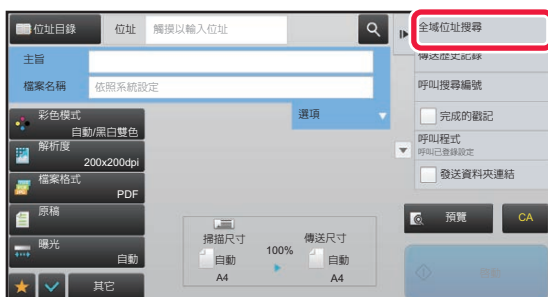 位址目錄
位址
觸摸以輸入位址
全域位址搜尋
傳送歷史記錄
主旨
檔案名稱
依照系統設定
呼叫搜尋編號
選項
完成的戳記
彩色模式
自動/黑白雙色
呼叫程式
呼叫已登錄設定
解析度
200x200dpi
發送資料夾連結
檔案格式
PDF
原稿
預覽
CA
掃描尺寸
100%
傳送尺寸
曝光
自動
自動
自動
A4
A4
其它
啟動